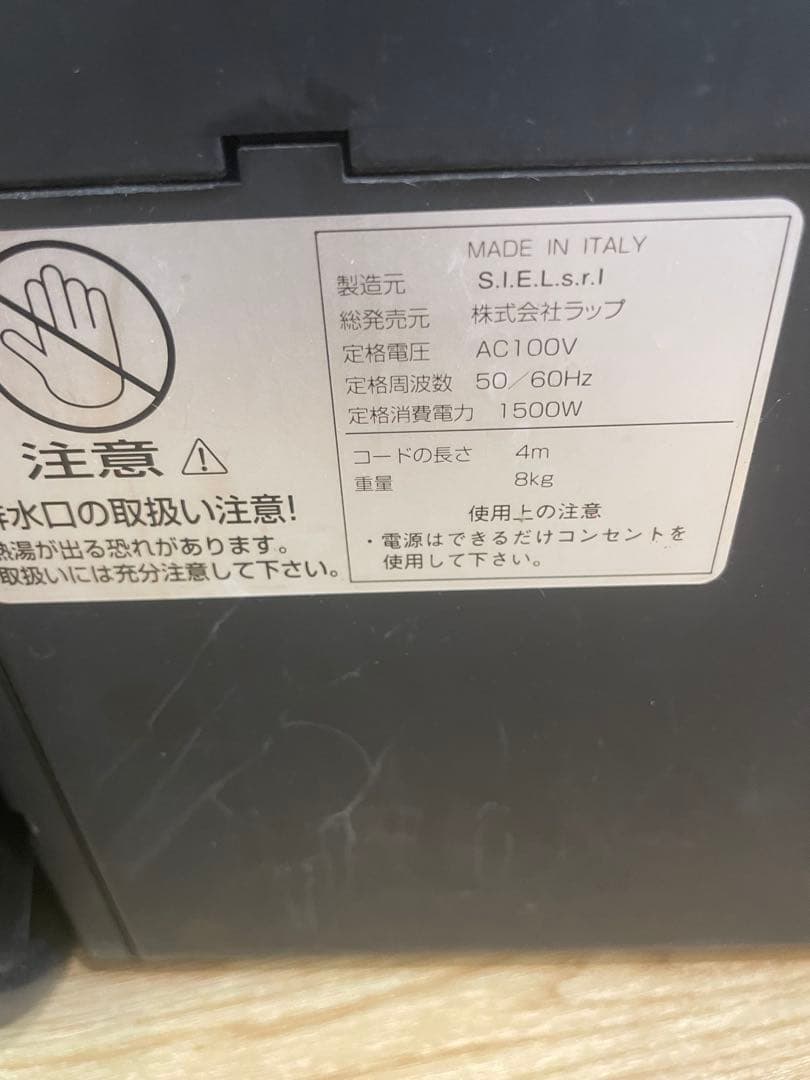 注意
水口の取扱い注意!
熱湯が出る恐れがあります。
取扱いには充分注意して下さい。
MADE IN ITALY
製造元 S.I.E.L.s.r.l
総発売元 株式会社ラップ
定格電圧 AC100V
定格周波数 50/60Hz
定格消費電力 1500W
コードの長さ 4m
重量 8kg
使用上の注意
・電源はできるだけコンセントを
使用して下さい。